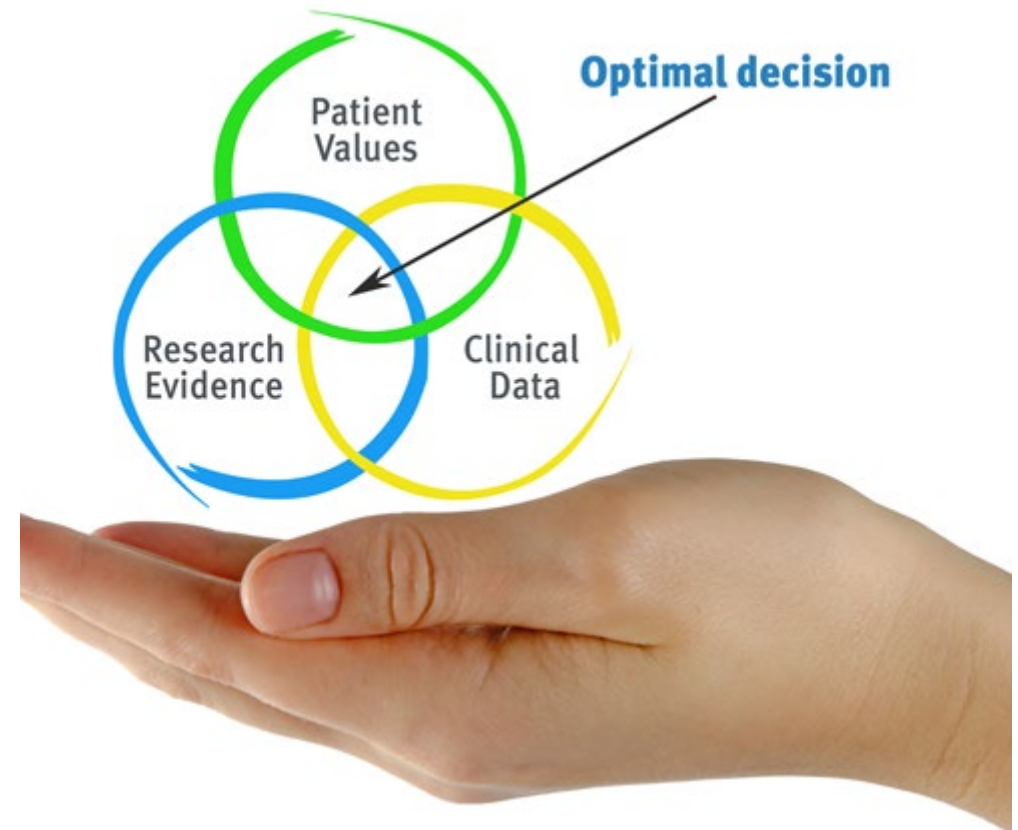 Optimal decision
Patient
Values
Research
Evidence
Clinical
Data